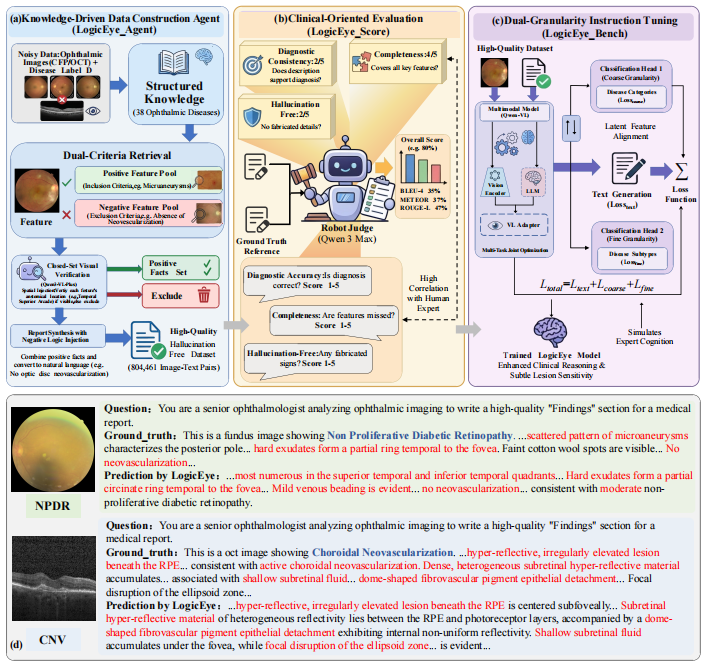 (a)Knowledge-Driven Data Construction Agent
(LogicEye_Agent)
Noisy Data:Ophthalmic
Images(CFP/OCT) +
Disease Label D
Structured
Knowledge
(38 Ophthalmic Diseases)
Dual-Criteria Retrieval
Feature
Positive Feature Pool
(Inclusion Criteria,eg, Microaneurysms)
Negative Feature Pool
(Exclusion Criteria,e.g, Absence of
Neovascularization)
Closed-Set Visual
Verification
Positive
Facts Set
Exclude
Report Synthesis with
Negative Logic Injection
Combine positive facts and
convert to natural language (e.g..
No optic disc neovascularization)
High-Quality
Hallucination
Free Dataset
(804,461 Image-Text Pairs)
(b)Clinical-Oriented Evaluation
(LogicEye_Score)
Diagnostic
Consistency:2/5
Does description
support diagnosis?
Completeness:4/5
Covers all key features?
Hallucination
Free:2/5
No fabricated details?
Overall Score
(e.g. 80%)
BLEU-4 35%
METEOR 37%
ROUGE-L 47%
Ground Truth
Reference
Robot Judge
(Qwen 3 Max)
Diagnostic Accuracy:Is diagnosis
correct? Score 1-5
Completeness: Are features missed?
Score 1-5
Hallucination-Free:Any fabricated
signs? Score 1-5
High
Correlation
with Human
Expert
(c)Dual-Granularity Instruction Tuning
(LogicEye_Bench)
High-Quality Dataset
Multimodal Model
(Qwen-VL)
Vision
Encoder
LLM
VL Adapter
Multi-Task Joint Optimization
Classification Head 1
(Coarse Granularity)
Disease Categories
(Loss_coarse)
Latent Feature
Alignment
Text Generation
(Loss_text)
Loss
Function
Classification Head 2
(Fine Granularity)
Disease Subtypes
(Loss_fine)
L_total=L_text+L_coarse+L_fine
Simulates
Expert Cognition
Trained LogicEye Model
Enhanced Clinical Reasoning &
Subtle Lesion Sensitivity
Question：You are a senior ophthalmologist analyzing ophthalmic imaging to write a high-quality "Findings" section for a medical
report.
Ground_truth：This is a fundus image showing Non Proliferative Diabetic Retinopathy. ...scattered pattern of microaneurysms
characterizes the posterior pole... hard exudates form a partial ring temporal to the fovea. Faint cotton wool spots are visible... No
neovascularization...
Prediction by LogicEye：...most numerous in the superior temporal and inferior temporal quadrants... Hard exudates form a partial
circinate ring temporal to the fovea... Mild venous beading is evident... no neovascularization... consistent with moderate non-
proliferative diabetic retinopathy.
NPDR
Question：You are a senior ophthalmologist analyzing ophthalmic imaging to write a high-quality "Findings" section for a
medical report.
Ground_truth：This is a oct image showing Choroidal Neovascularization. ...hyper-reflective, irregularly elevated lesion
beneath the RPE... consistent with active choroidal neovascularization. Dense, heterogeneous subretinal hyper-reflective material
accumulates... associated with shallow subretinal fluid... dome-shaped fibrovascular pigment epithelial detachment... Focal
disruption of the ellipsoid zone...
Prediction by LogicEye：...hyper-reflective, irregularly elevated lesion beneath the RPE is centered subfoveally... Subretinal
hyper-reflective material of heterogeneous reflectivity lies between the RPE and photoreceptor layers, accompanied by a dome-
shaped fibrovascular pigment epithelial detachment exhibiting internal non-uniform reflectivity. Shallow subretinal fluid
accumulates under the fovea, while focal disruption of the ellipsoid zone... is evident...
(d)
CNV